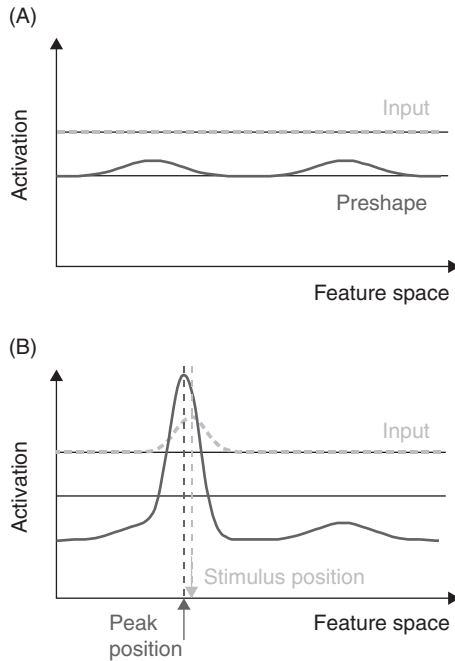 (A)
Activation
Input
Preshape
Feature space
(B)
Activation
Input
Stimulus position
Peak
position
Feature space